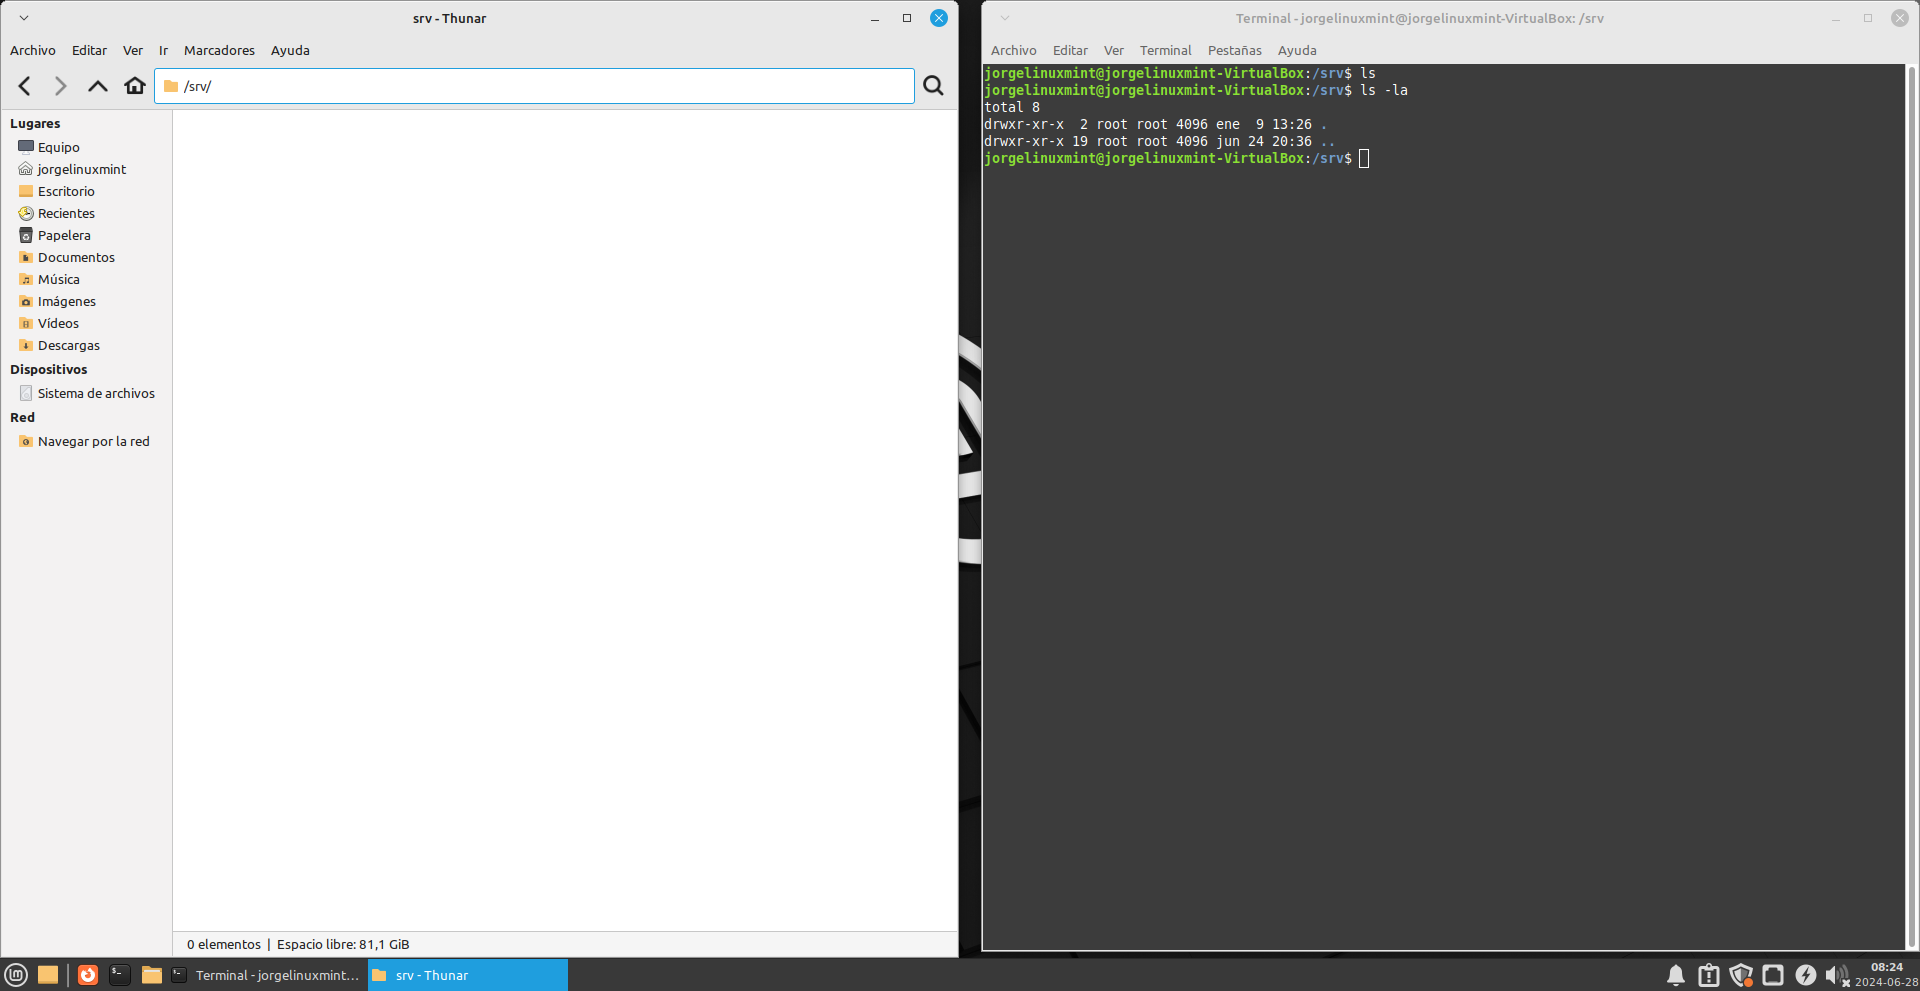 srv - Thunar
Archivo Editar Ver Ir Marcadores Ayuda
/srv/
Lugares
Equipo
jorgelinuxmint
Escritorio
Recientes
Papelera
Documentos
Música
Imágenes
Vídeos
Descargas
Dispositivos
Sistema de archivos
Red
Navegar por la red
0 elementos | Espacio libre: 81,1 GiB
Terminal - jorgelinuxmint@jorgelinuxmint-VirtualBox: /srv
Archivo Editar Ver Terminal Pestañas Ayuda
jorgelinuxmint@jorgelinuxmint-VirtualBox:/srv$ ls
jorgelinuxmint@jorgelinuxmint-VirtualBox:/srv$ ls -la
total 8
drwxr-xr-x  2 root root 4096 ene  9 13:26 .
drwxr-xr-x 19 root root 4096 jun 24 20:36 ..
jorgelinuxmint@jorgelinuxmint-VirtualBox:/srv$
Terminal - jorgelinuxmint...
srv - Thunar
08:24
2024-06-28